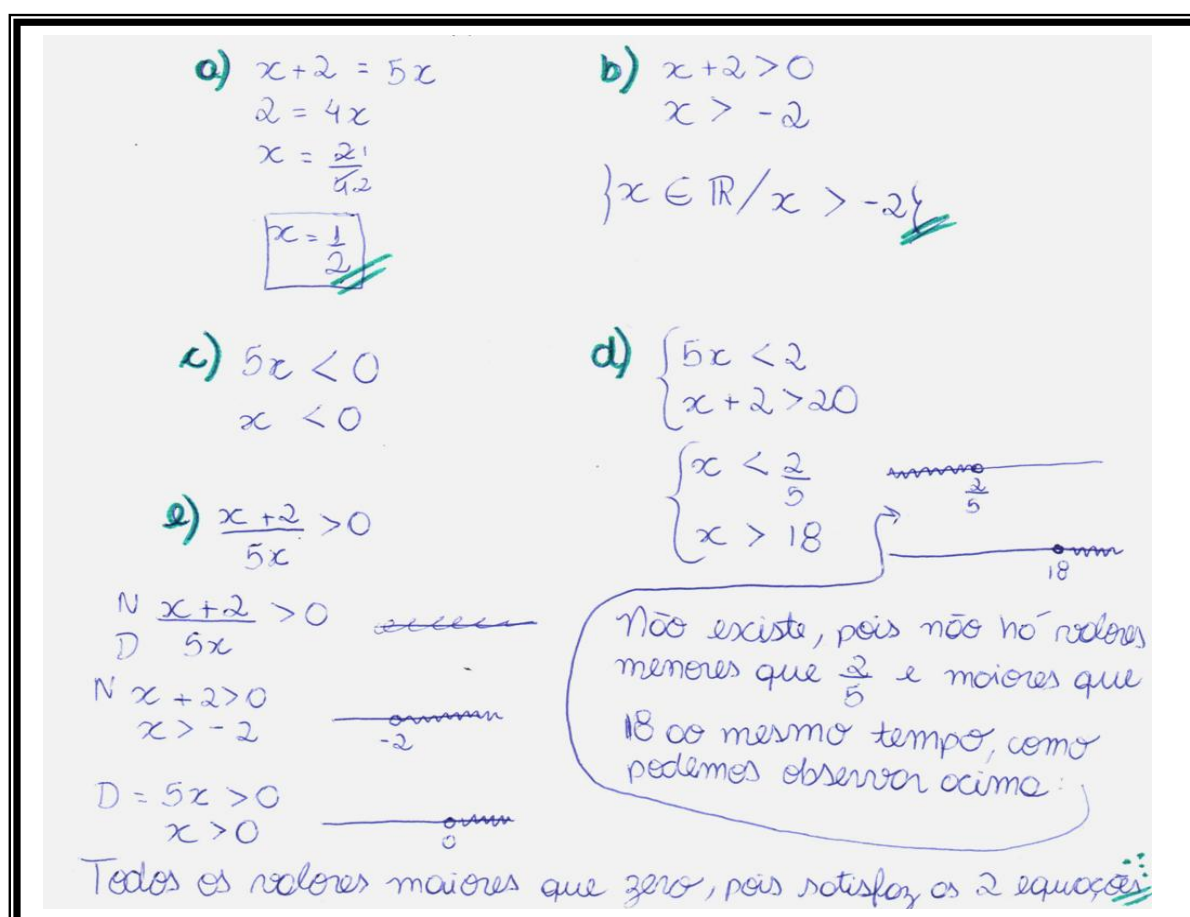 a) x+2 = 5x
2 = 4x
x = 2 1 / 4 2
x = 1/2
b) x+2>0
x > -2
}x ∈ ℝ/x > -2{
c) 5x < 0
x < 0
d) { 5x < 2
x+2>20
{ x < 2/5
x > 18
2/5
18
Não existe, pois não há valores
menores que 2/5 e maiores que
18 ao mesmo tempo, como
podemos observar acima.
e) x+2/5x >0
N x+2 / D 5x >0
N x+2>0
x>-2
-2
D = 5x >0
x>0
0
Todos os valores maiores que zero, pois satisfaz as 2 equações